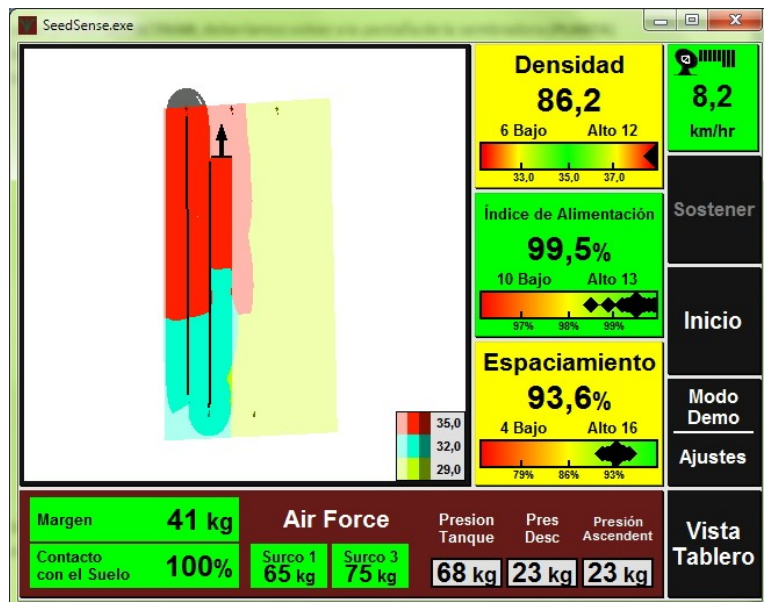 SeedSense.exe
Densidad
86,2
6 Bajo Alto 12
33,0 35,0 37,0
8,2
km/hr
Índice de Alimentación
99,5%
10 Bajo Alto 13
97% 98% 99%
Sostener
Inicio
Espaciamiento
93,6%
4 Bajo Alto 16
79% 86% 93%
Modo
Demo
Ajustes
35,0
32,0
29,0
Margen 41 kg
Contacto
con el Suelo 100%
Air Force
Surco 1
65 kg
Surco 3
75 kg
Presion
Tanque
68 kg
Pres
Desc
23 kg
Presión
Ascendent
23 kg
Vista
Tablero